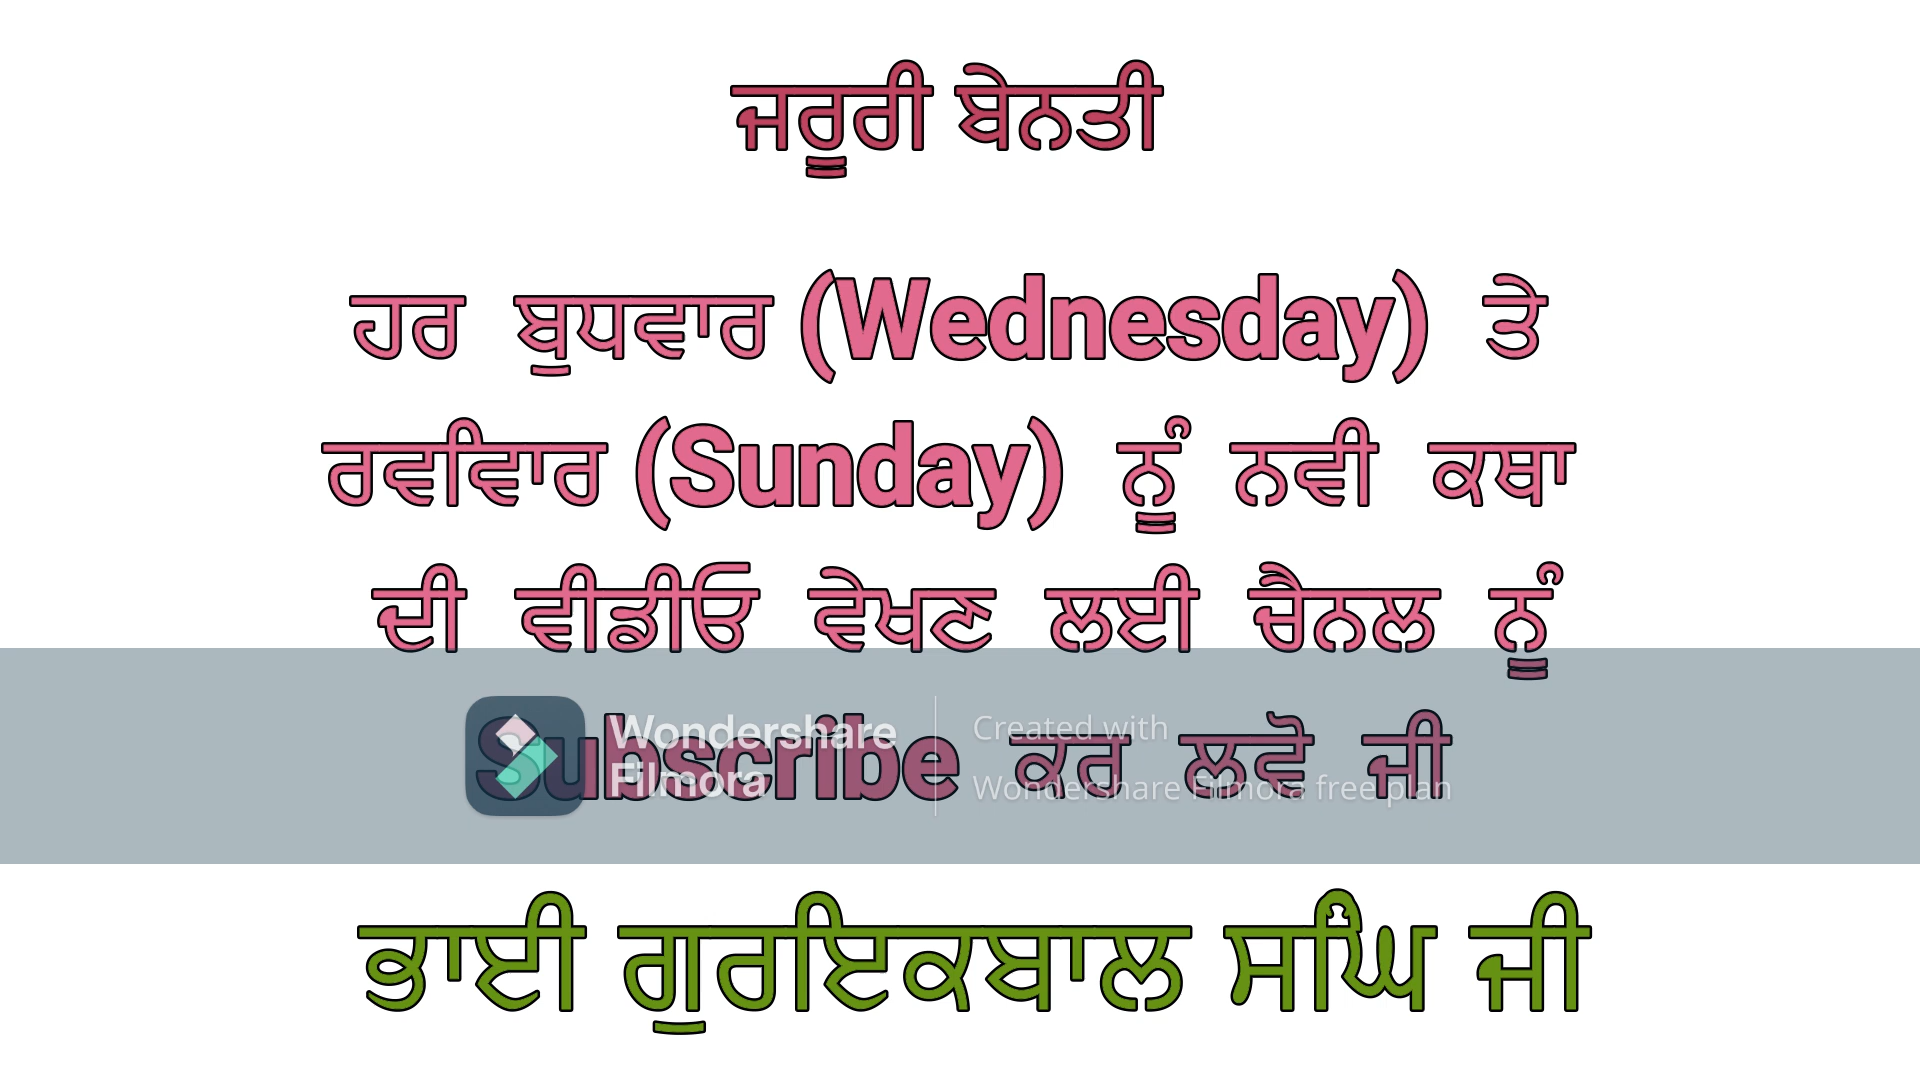 ਜਰੂਰੀ ਬੇਨਤੀ
ਹਰ ਬੁਧਵਾਰ (Wednesday) ਤੇ
ਰਵੀਵਾਰ (Sunday) ਨੂੰ ਨਵੀ ਕਥਾ
ਦੀ ਵੀਡੀਓ ਵੇਖਣ ਲਈ ਚੈਨਲ ਨੂੰ
Subscribe ਕਰ ਲਵੋ ਜੀ
Wondershare Filmora
Created with
Wondershare Filmora free plan
ਭਾਈ ਗੁਰਇਕਬਾਲ ਸਿੰਘ ਜੀ